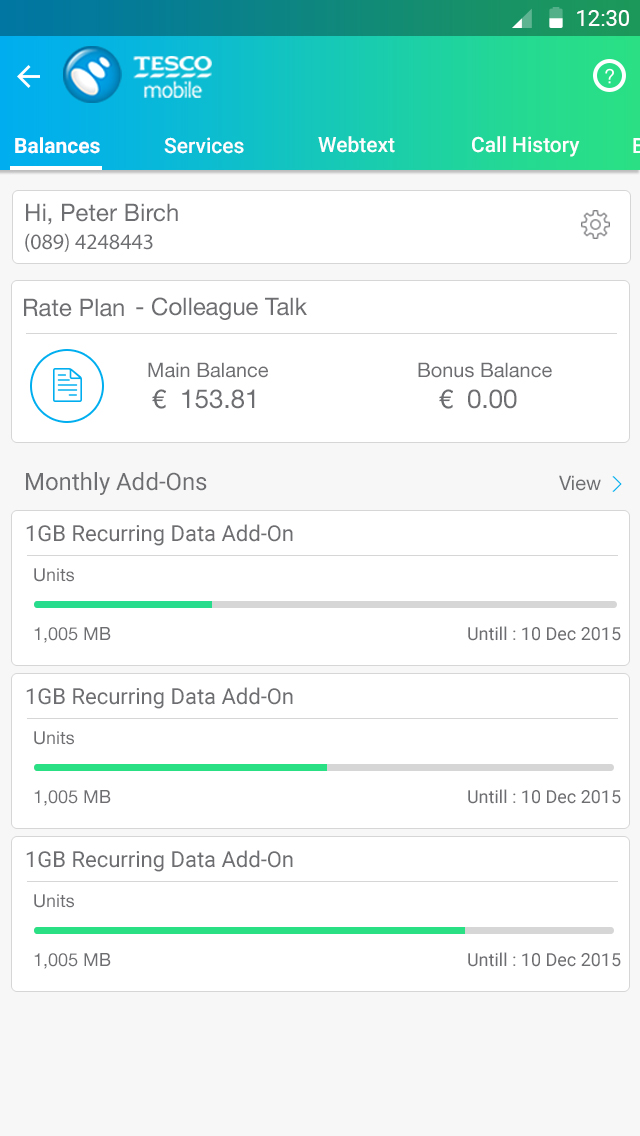 12:30
TESCO
mobile
?
Balances Services Webtext Call History
Hi, Peter Birch
(089) 4248443
Rate Plan - Colleague Talk
Main Balance Bonus Balance
€ 153.81 € 0.00
Monthly Add-Ons View
1GB Recurring Data Add-On
Units
1,005 MB Untill : 10 Dec 2015
1GB Recurring Data Add-On
Units
1,005 MB Untill : 10 Dec 2015
1GB Recurring Data Add-On
Units
1,005 MB Untill : 10 Dec 2015